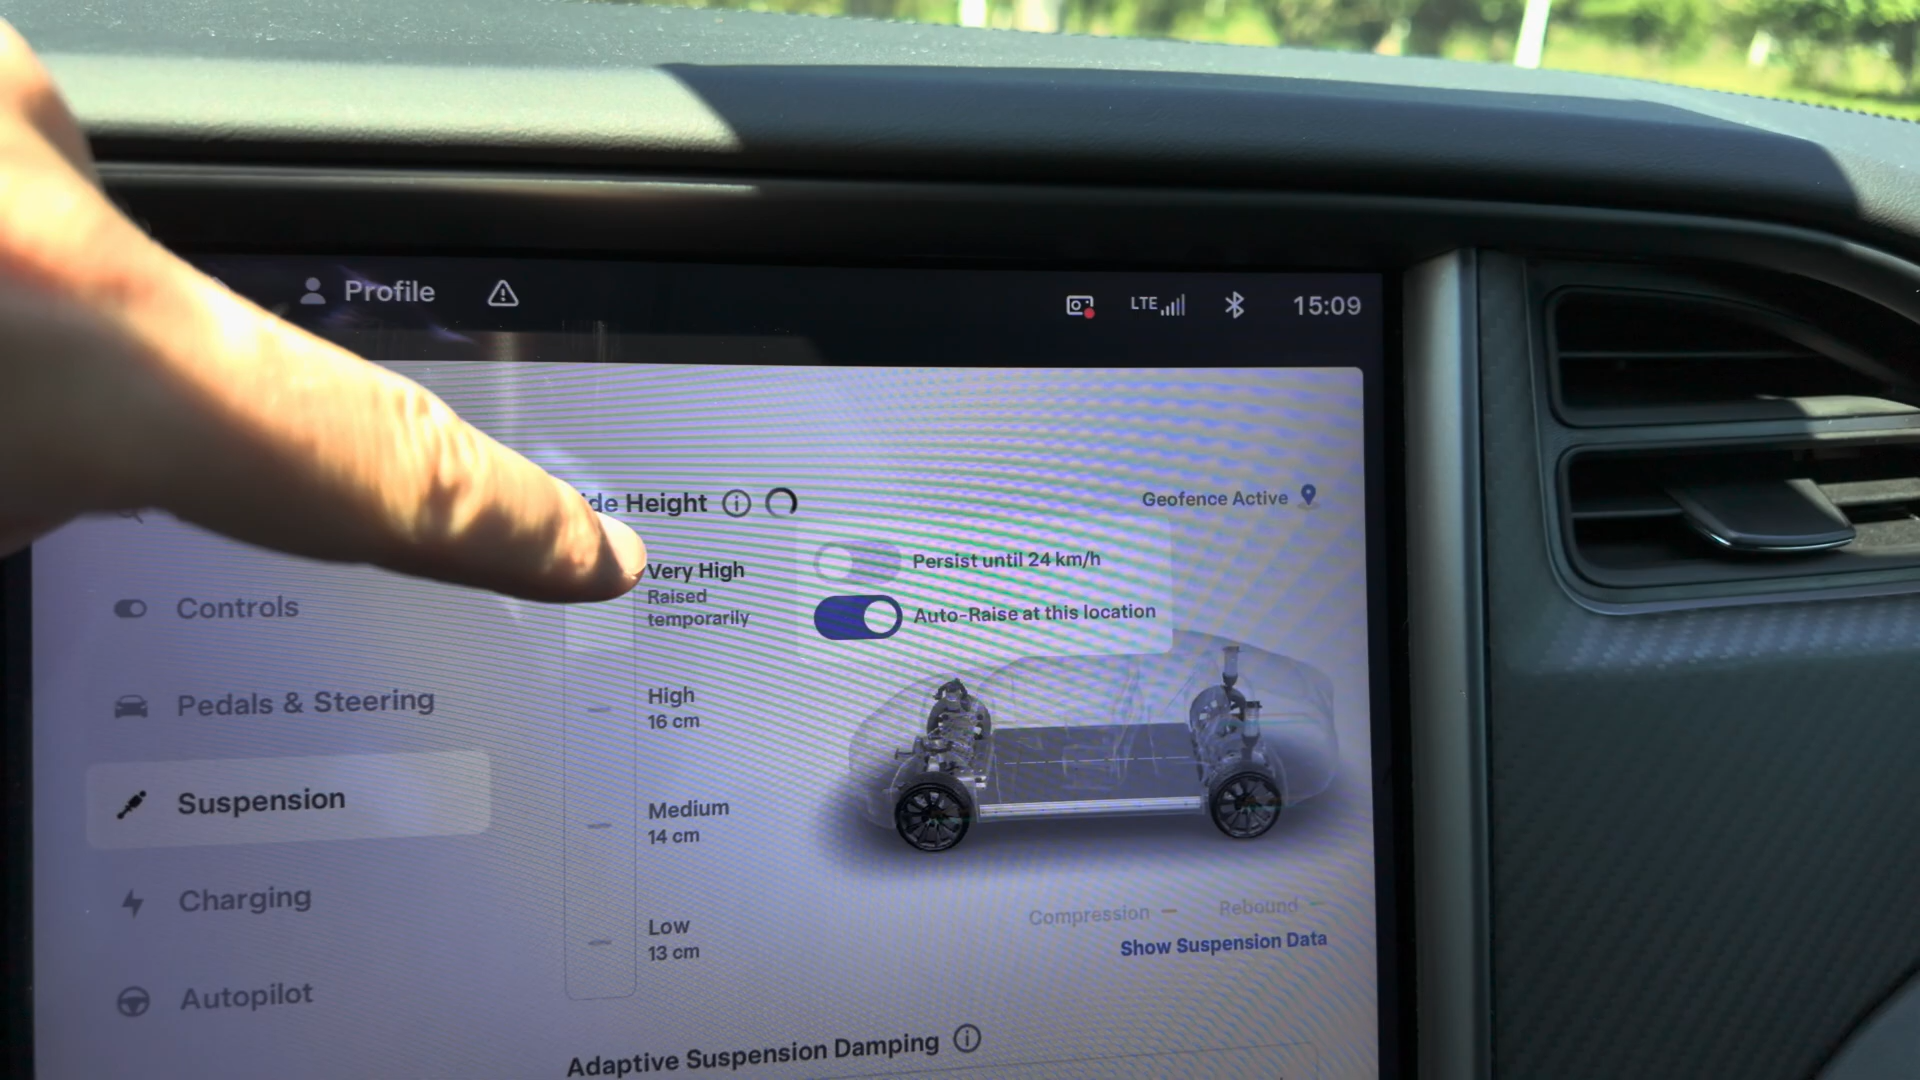 Profile
LTE
15:09
de Height
Geofence Active
Very High
Raised
temporarily
Persist until 24 km/h
Auto-Raise at this location
Controls
Pedals & Steering
High
16 cm
Suspension
Medium
14 cm
Charging
Compression
Rebound
Low
13 cm
Show Suspension Data
Autopilot
Adaptive Suspension Damping